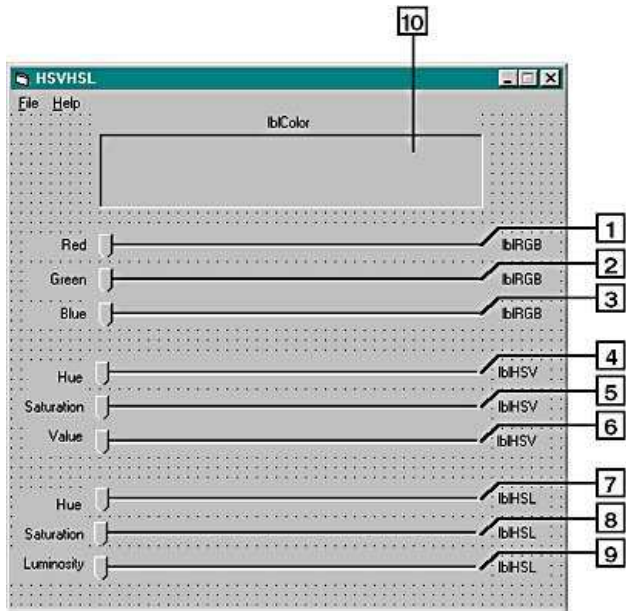 10
HSVHSL
File Help
lblColor
Red lblRGB 1
Green lblRGB 2
Blue lblRGB 3
Hue lblHSV 4
Saturation lblHSV 5
Value lblHSV 6
Hue lblHSL 7
Saturation lblHSL 8
Luminosity lblHSL 9